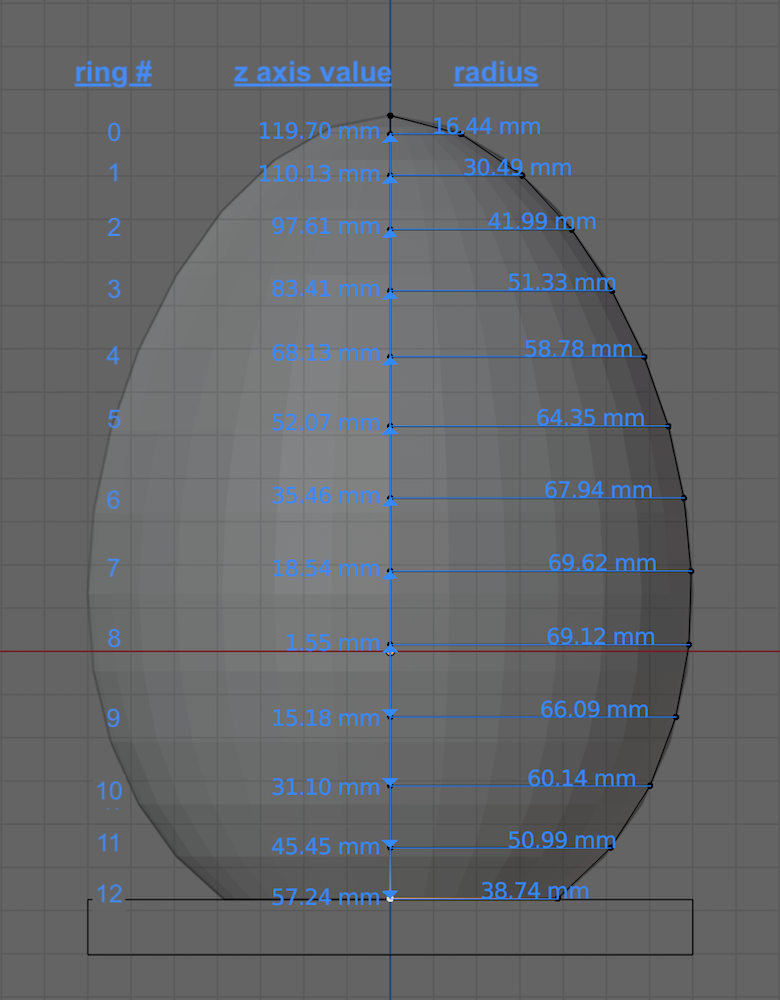 ring # z axis value radius
0 119.70 mm 16.44 mm
1 110.13 mm 30.49 mm
2 97.61 mm 41.99 mm
3 83.41 mm 51.33 mm
4 68.13 mm 58.78 mm
5 52.07 mm 64.35 mm
6 35.46 mm 67.94 mm
7 18.54 mm 69.62 mm
8 1.55 mm 69.12 mm
9 15.18 mm 66.09 mm
10 31.10 mm 60.14 mm
11 45.45 mm 50.99 mm
12 57.24 mm 38.74 mm